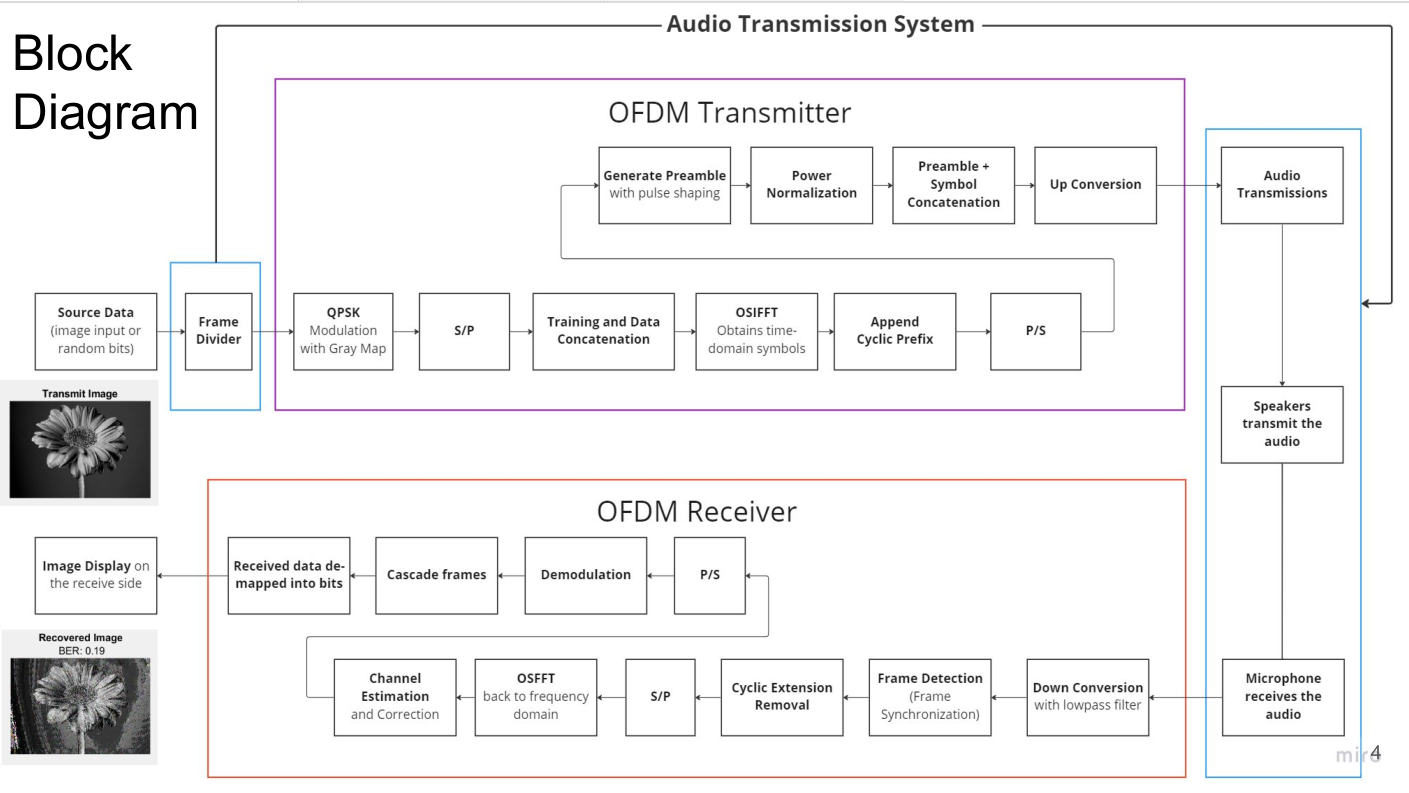 Audio Transmission System
Block
Diagram
OFDM Transmitter
Generate Preamble
with pulse shaping
Power
Normalization
Preamble +
Symbol
Concatenation
Up Conversion
Audio
Transmissions
Source Data
(image input or
random bits)
Frame
Divider
QPSK
Modulation
with Gray Map
S/P
Training and Data
Concatenation
OSIFFT
Obtains time-
domain symbols
Append
Cyclic Prefix
P/S
Transmit Image
Speakers
transmit the
audio
OFDM Receiver
Image Display on
the receive side
Received data de-
mapped into bits
Cascade frames
Demodulation
P/S
Recovered Image
BER: 0.19
Channel
Estimation
and Correction
OSFFT
back to frequency
domain
S/P
Cyclic Extension
Removal
Frame Detection
(Frame
Synchronization)
Down Conversion
with lowpass filter
Microphone
receives the
audio
miro
4